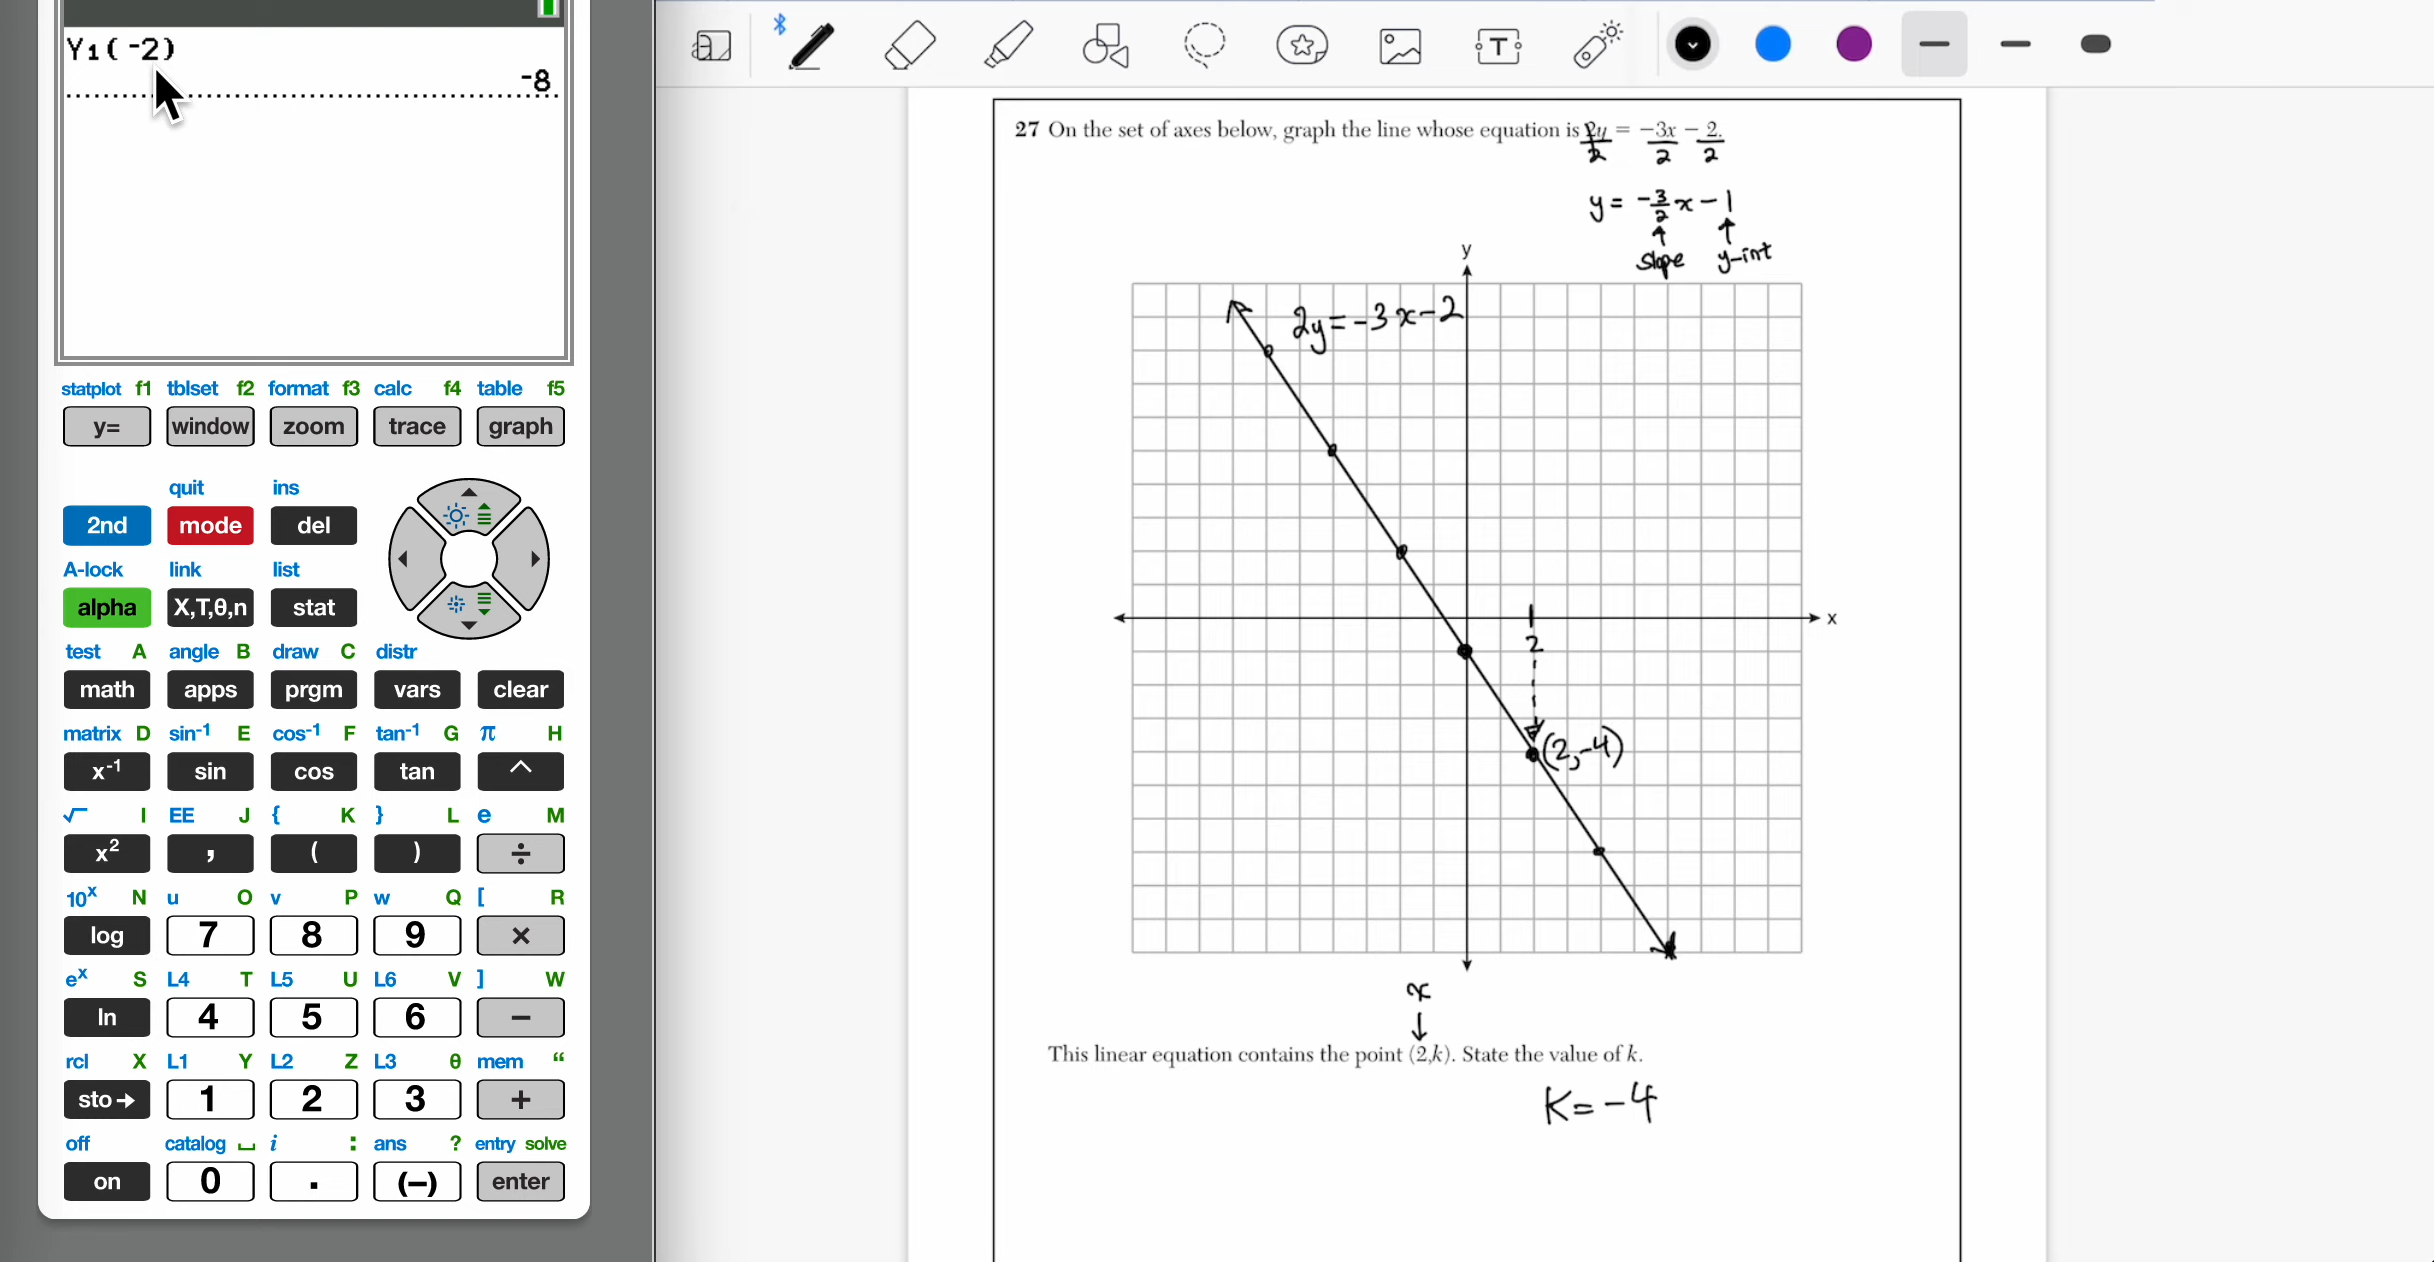 Y1(-2)
-8
statplot f1 tblset f2 format f3 calc f4 table f5
y= window zoom trace graph
quit ins
2nd mode del
A-lock link list
alpha X,T,θ,n stat
test A angle B draw C distr
math apps prgm vars clear
matrix D sin-1 E cos-1 F tan-1 G π H
x-1 sin cos tan ^
√ I EE J { K } L e M
x2 , ( ) ÷
10x N u O v P w Q [ R
log 7 8 9 ×
ex S L4 T L5 U L6 V ] W
ln 4 5 6 −
rcl X L1 Y L2 Z L3 θ mem “
sto→ 1 2 3 +
off catalog ⎵ i : ans ? entry solve
on 0 . (−) enter
a
T
27 On the set of axes below, graph the line whose equation is 2y = −3x − 2.
2 2 2
y = -3/2 x - 1
slope y-int
y
2y=-3x-2
x
2
(2,-4)
x
↓
This linear equation contains the point (2,k). State the value of k.
K=-4